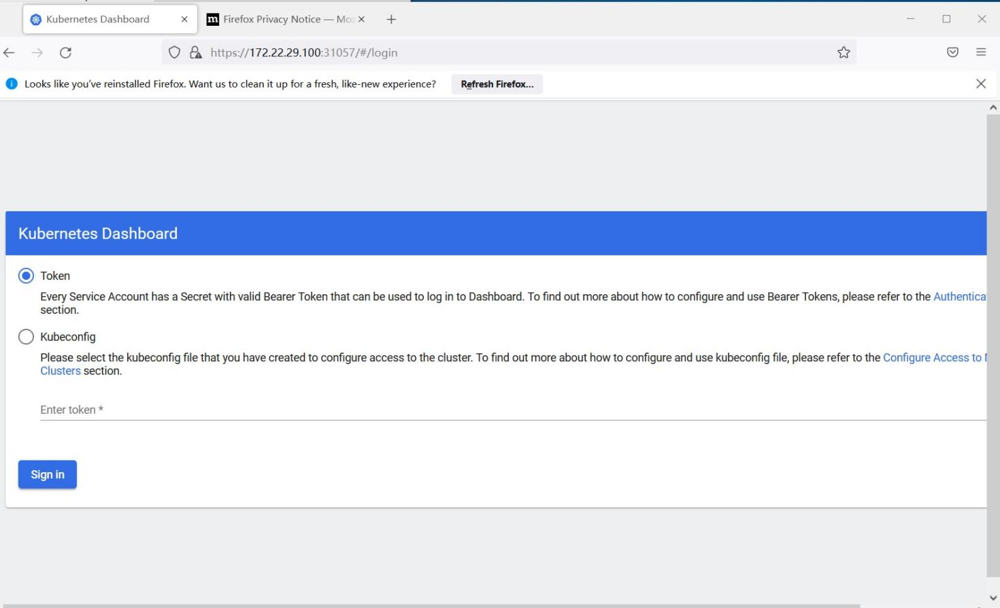 Kubernetes Dashboard
Firefox Privacy Notice — Moz
https://172.22.29.100:31057/#/login
Looks like you've reinstalled Firefox. Want us to clean it up for a fresh, like-new experience?
Refresh Firefox...
Kubernetes Dashboard
Token
Every Service Account has a Secret with valid Bearer Token that can be used to log in to Dashboard. To find out more about how to configure and use Bearer Tokens, please refer to the Authentica
section.
Kubeconfig
Please select the kubeconfig file that you have created to configure access to the cluster. To find out more about how to configure and use kubeconfig file, please refer to the Configure Access to
Clusters section.
Enter token *
Sign in